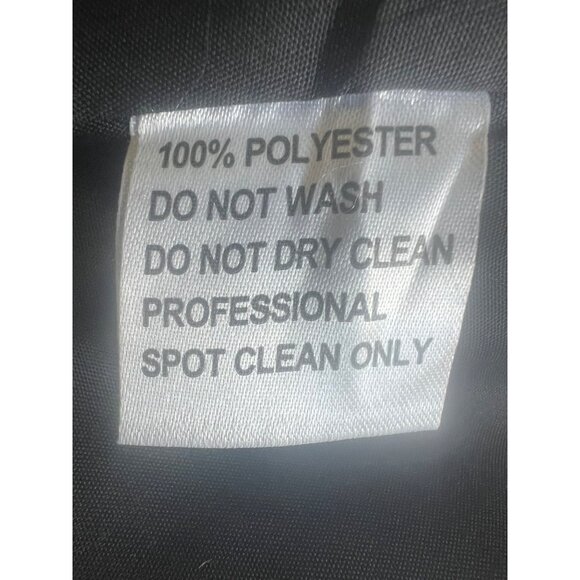 100% POLYESTER
DO NOT WASH
DO NOT DRY CLEAN
PROFESSIONAL
SPOT CLEAN ONLY